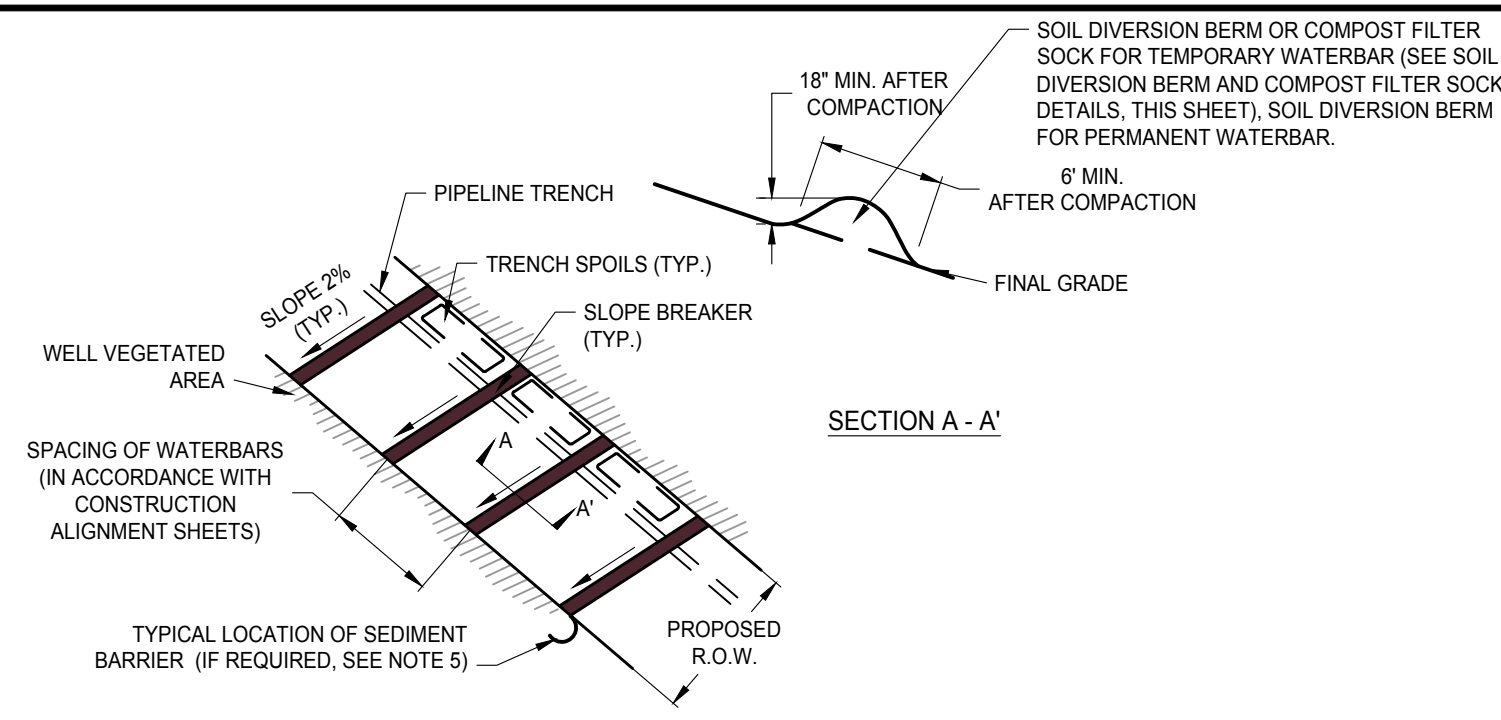 SOIL DIVERSION BERM OR COMPOST FILTER
SOCK FOR TEMPORARY WATERBAR (SEE SOIL
DIVERSION BERM AND COMPOST FILTER SOCK
DETAILS, THIS SHEET), SOIL DIVERSION BERM
FOR PERMANENT WATERBAR.
18" MIN. AFTER
COMPACTION
6' MIN.
AFTER COMPACTION
FINAL GRADE
SECTION A - A'
PIPELINE TRENCH
TRENCH SPOILS (TYP.)
SLOPE BREAKER
(TYP.)
SLOPE 2%
(TYP.)
WELL VEGETATED
AREA
A
A'
SPACING OF WATERBARS
(IN ACCORDANCE WITH
CONSTRUCTION
ALIGNMENT SHEETS)
TYPICAL LOCATION OF SEDIMENT
BARRIER (IF REQUIRED, SEE NOTE 5)
PROPOSED
R.O.W.